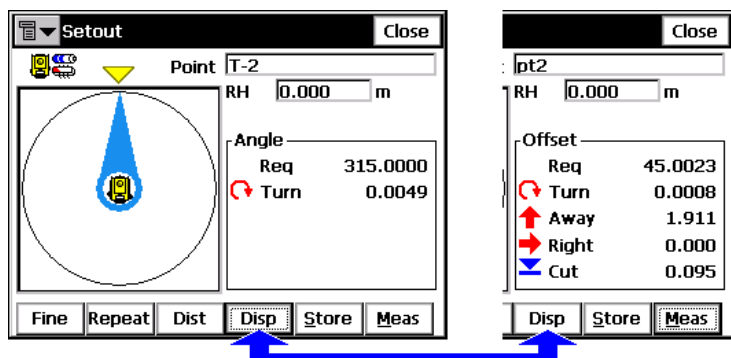 Setout Close
Point T-2
RH 0.000 m
Angle
Req 315.0000
Turn 0.0049
Fine Repeat Dist Disp Store Meas
Close
: pt2
RH 0.000 m
Offset
Req 45.0023
Turn 0.0008
Away 1.911
Right 0.000
Cut 0.095
Disp Store Meas